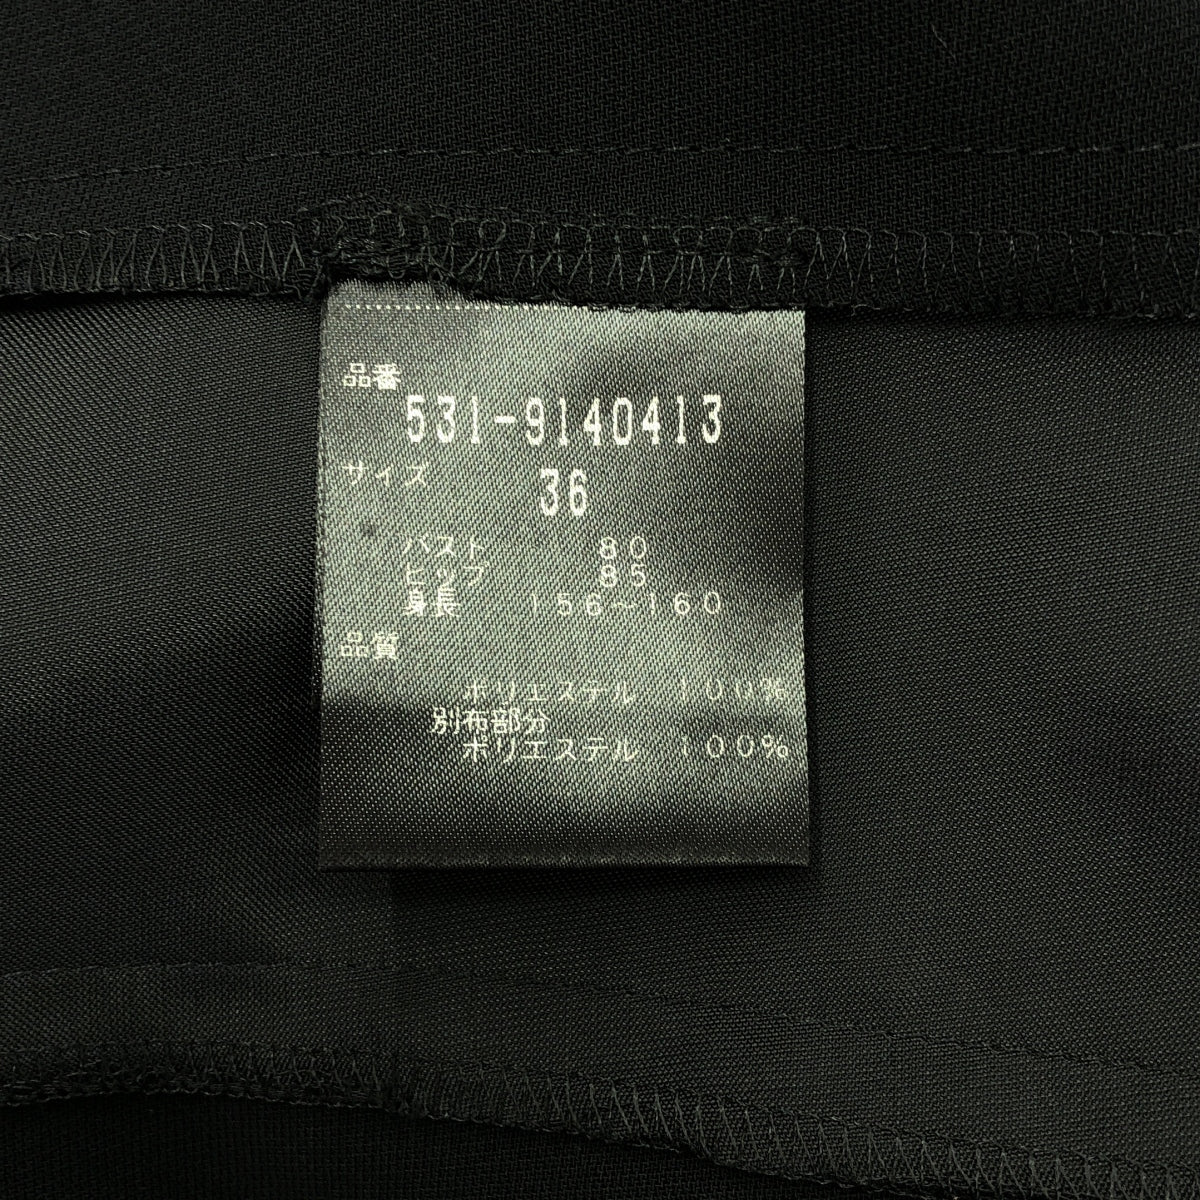 品番
531-9140413
サイズ
36
バスト 80
ヒップ 85
身長 156～160
品質
ポリエステル 100%
別布部分
ポリエステル 100%